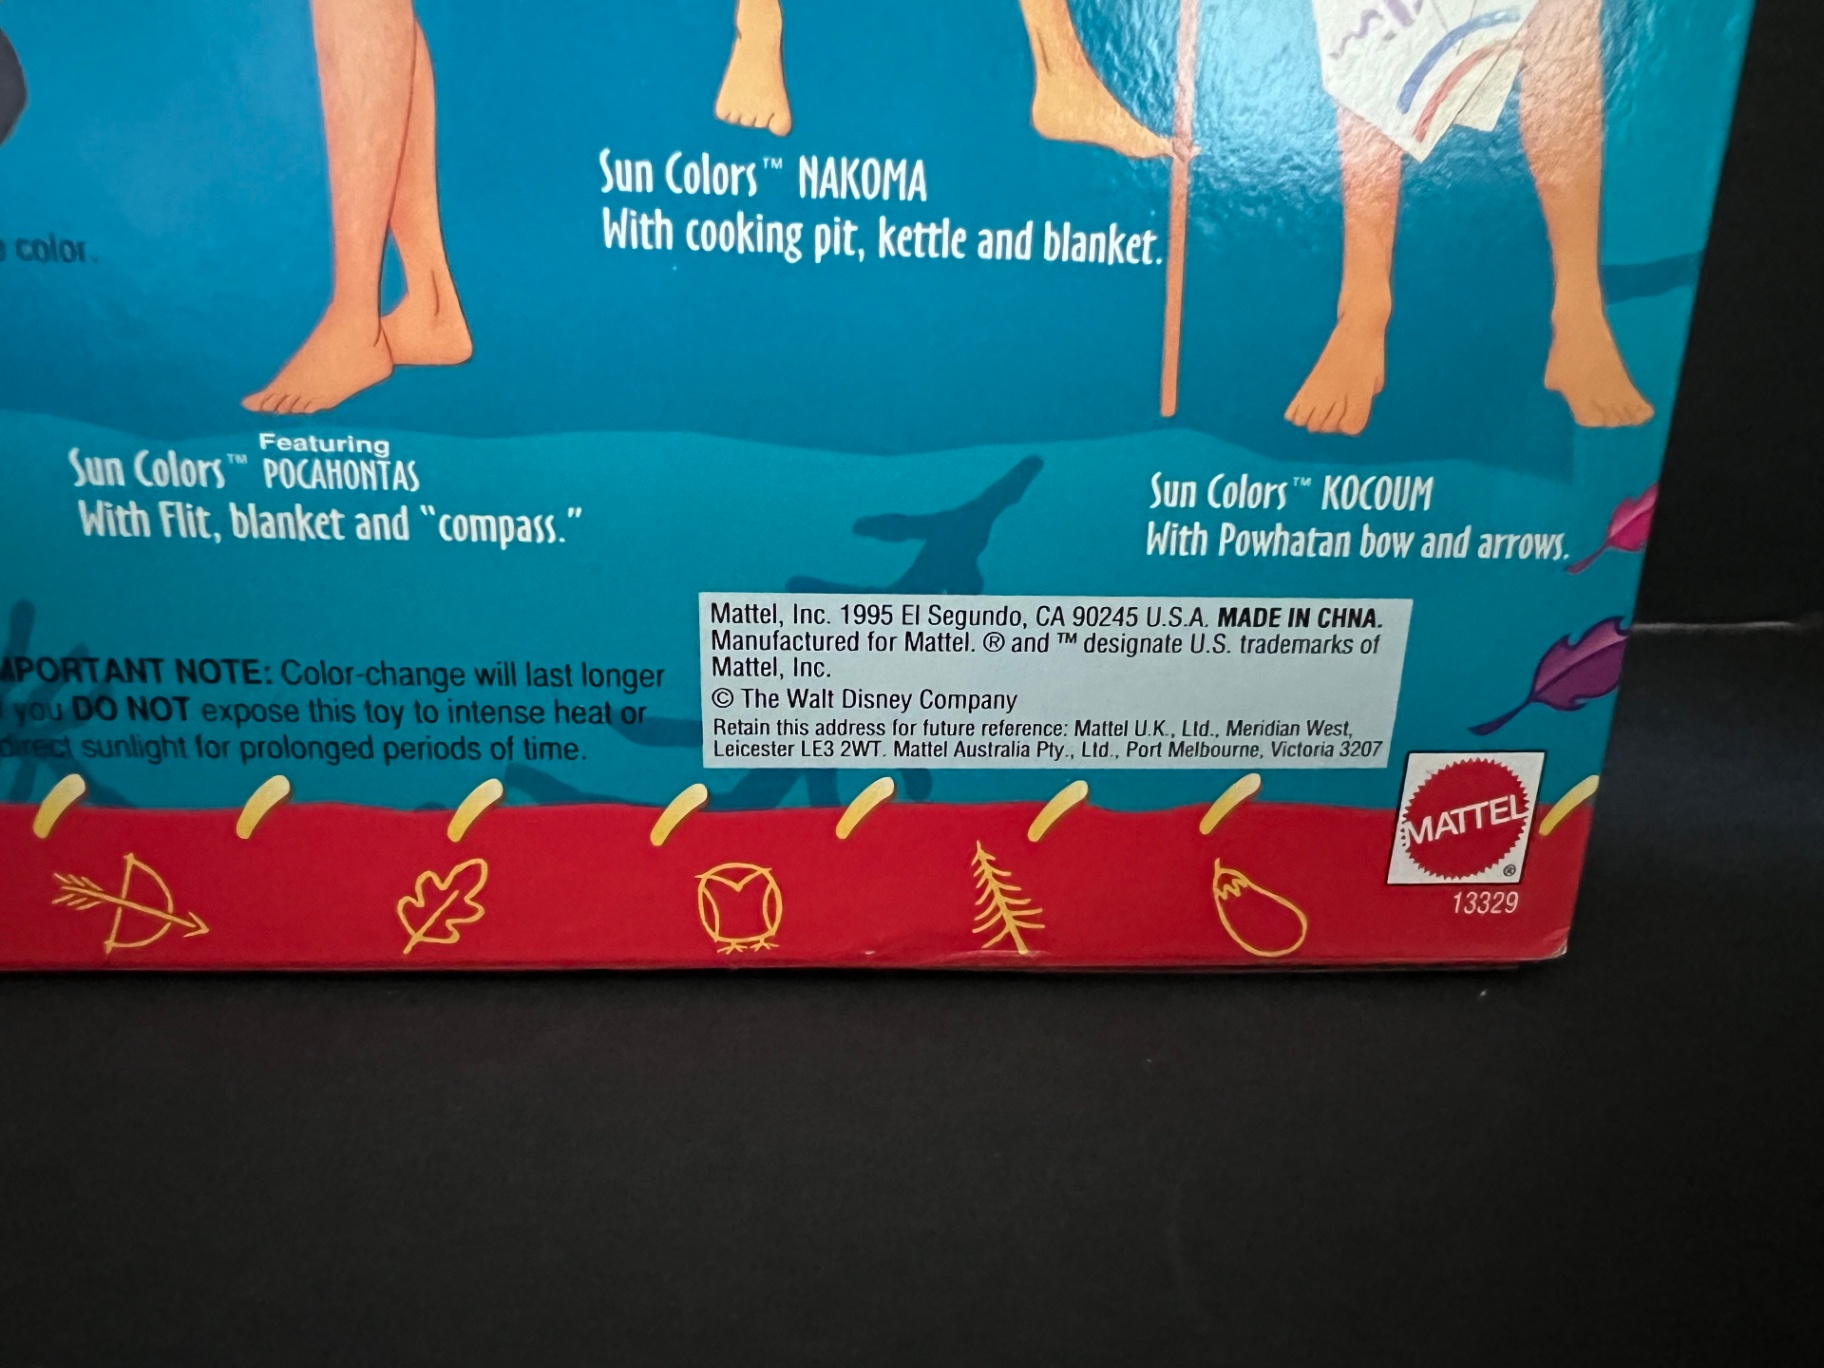 color.
Sun Colors™ NAKOMA
With cooking pit, kettle and blanket.
Featuring
Sun Colors™ POCAHONTAS
With Flit, blanket and "compass."
Sun Colors™ KOCOUM
With Powhatan bow and arrows.
MPORTANT NOTE: Color-change will last longer
you DO NOT expose this toy to intense heat or
direct sunlight for prolonged periods of time.
Mattel, Inc. 1995 El Segundo, CA 90245 U.S.A. MADE IN CHNA.
Manufactured for Mattel. ® and ™ designate U.S. trademarks of
Mattel, Inc.
© The Walt Disney Company
Retain this address for future reference: Mattel U.K., Ltd., Meridian West,
Leicester LE3 2WT. Mattel Australia Pty., Ltd., Port Melbourne, Victoria 3207
MATTEL
®
13329